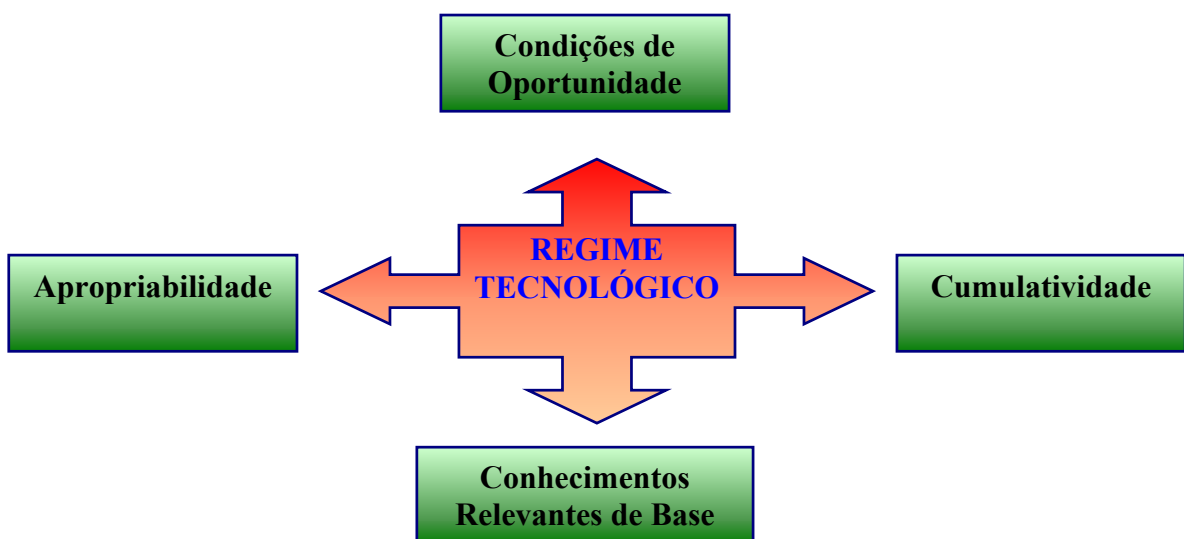 Condições de
Oportunidade
REGIME
TECNOLÓGICO
Apropriabilidade
Cumulatividade
Conhecimentos
Relevantes de Base